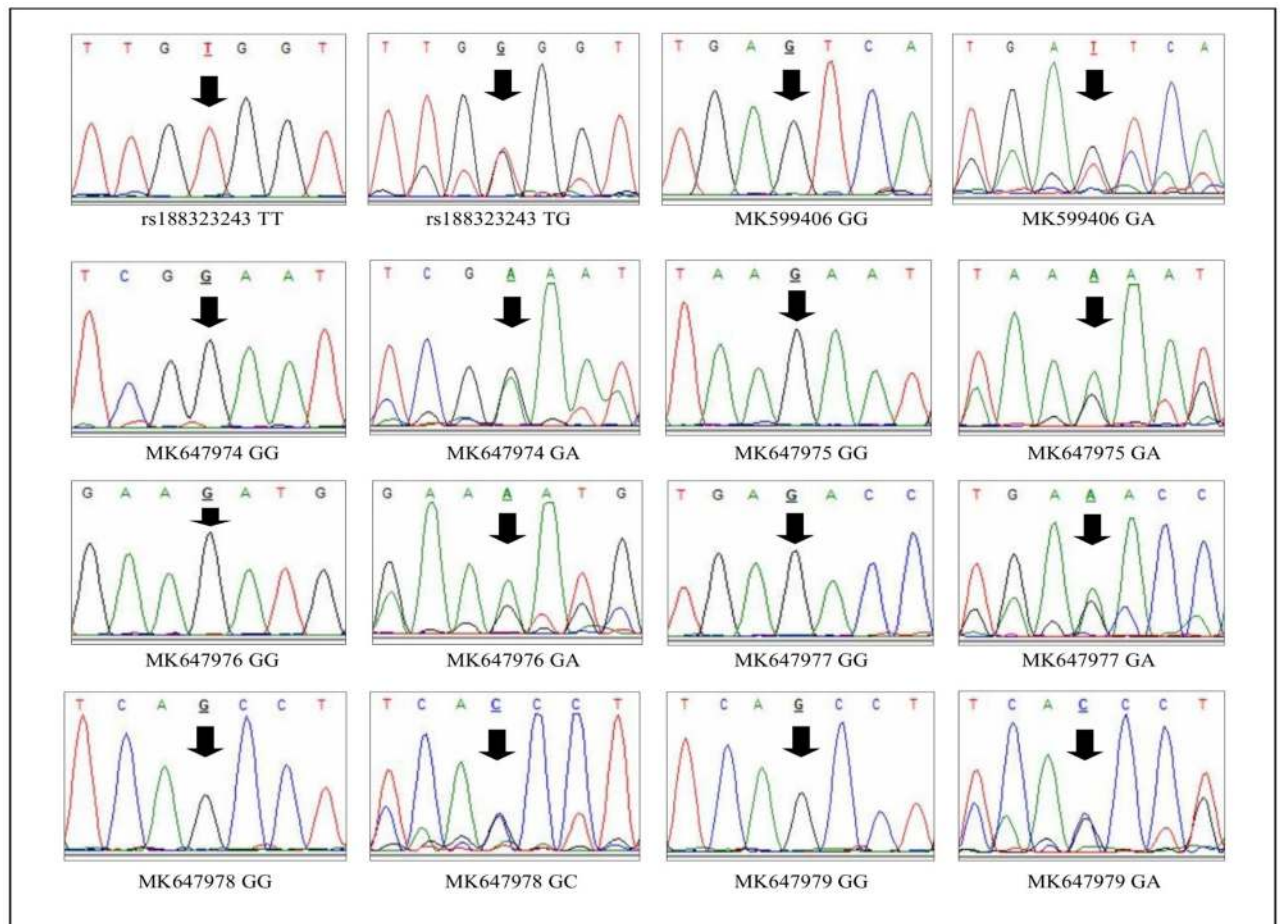 T T G T G G T
T T G G G G T
T G A G T C A
T G A T T C A
rs188323243 TT
rs188323243 TG
MK599406 GG
MK599406 GA
T C G G A A T
T C G A A A T
T A A G A A T
T A A A A A T
MK647974 GG
MK647974 GA
MK647975 GG
MK647975 GA
G A A G A T G
G A A A A T G
T G A G A C C
T G A A A C C
MK647976 GG
MK647976 GA
MK647977 GG
MK647977 GA
T C A G C C T
T C A C C C T
T C A G C C T
T C A C C C T
MK647978 GG
MK647978 GC
MK647979 GG
MK647979 GA